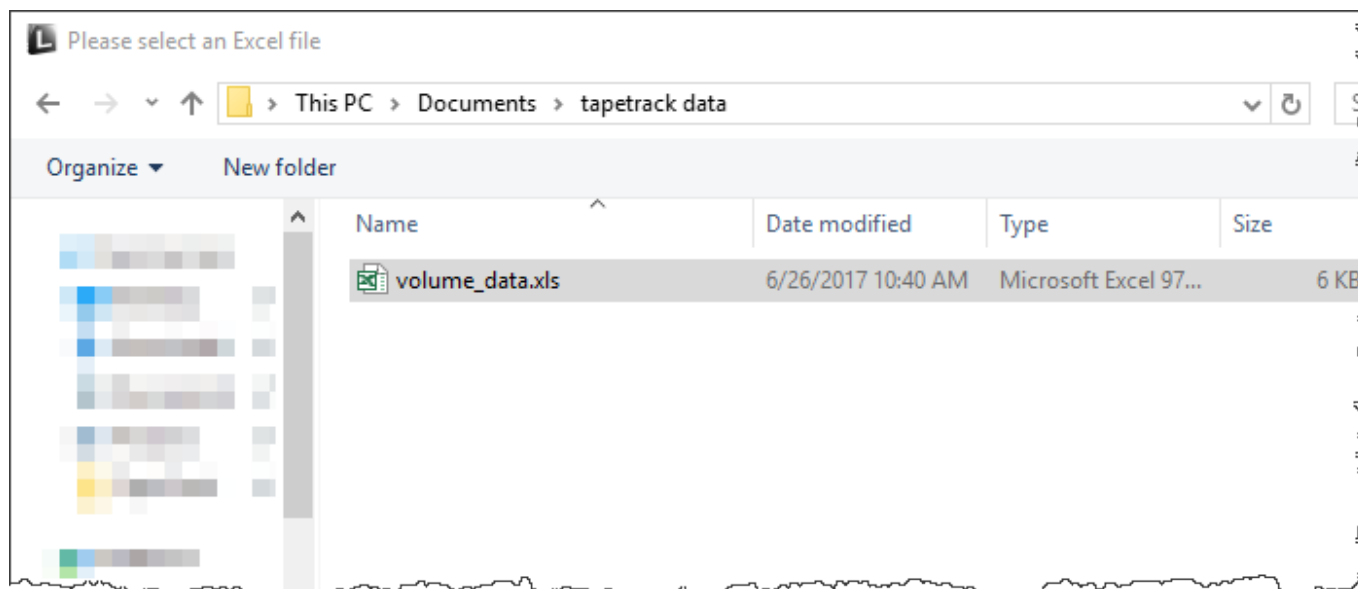 Please select an Excel file
This PC > Documents > tapetrack data
Organize New folder
Name Date modified Type Size
volume_data.xls 6/26/2017 10:40 AM Microsoft Excel 97... 6 KB